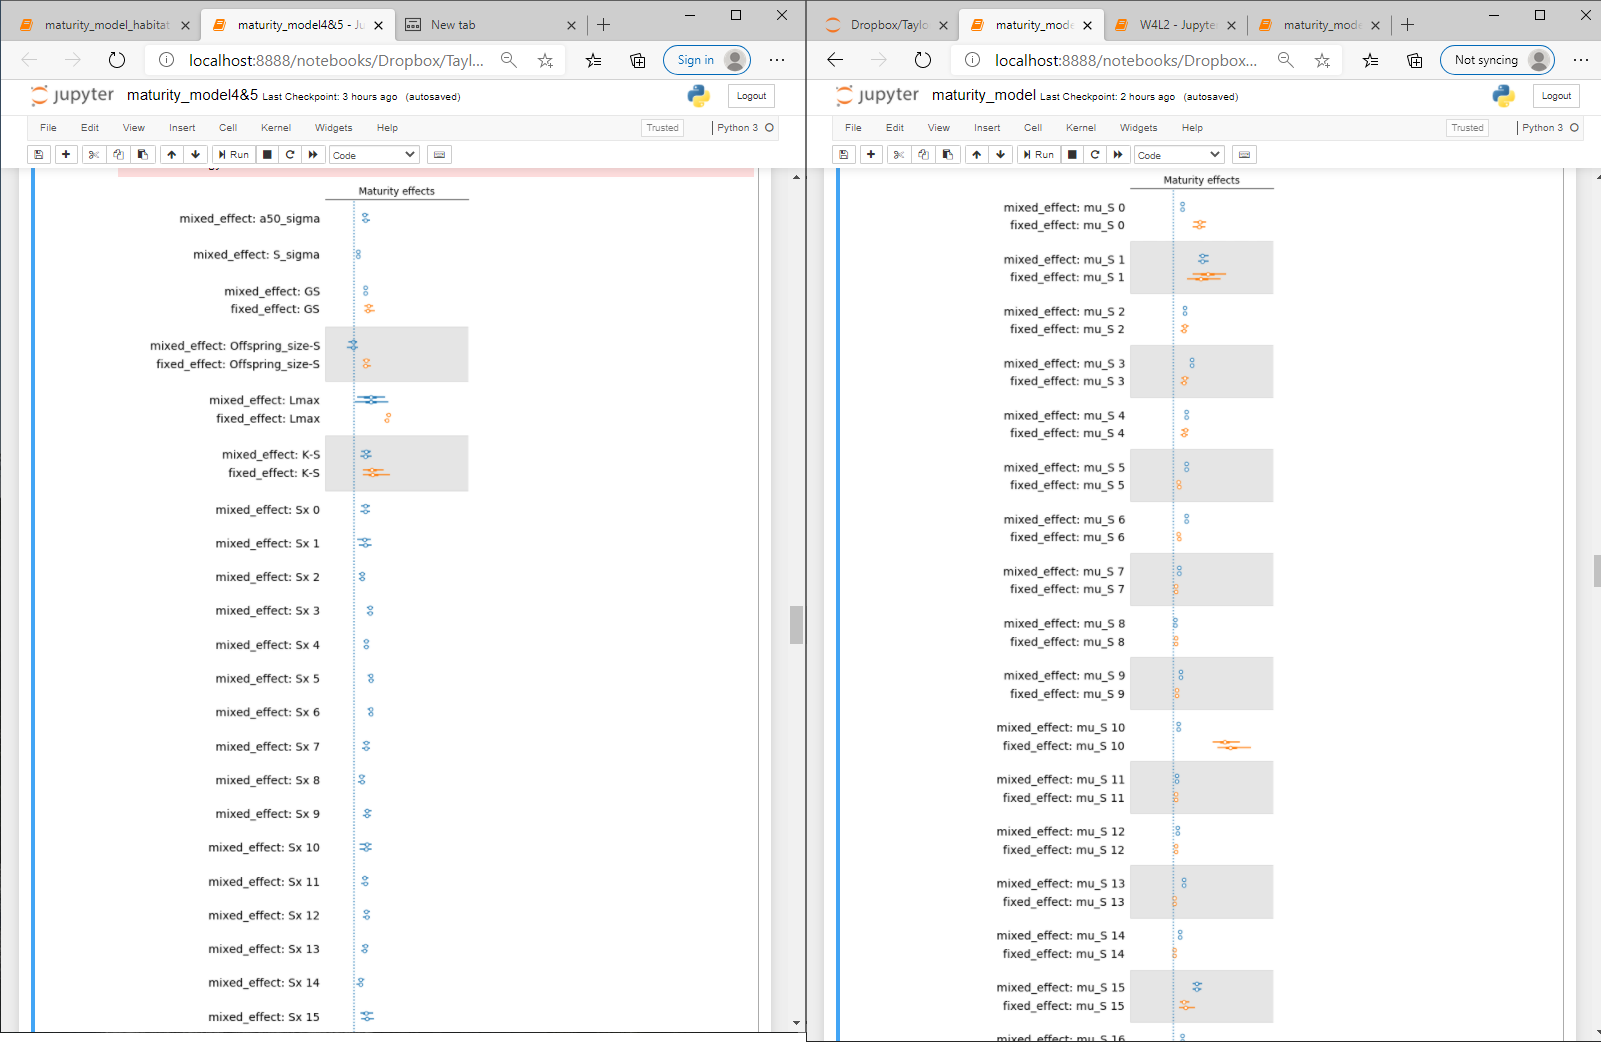 maturity_model_habitat
maturity_model4&5 - Ju
New tab
localhost:8888/notebooks/Dropbox/Tayl...
Sign in
jupyter maturity_model4&5 Last Checkpoint: 3 hours ago (autosaved)
Logout
File Edit View Insert Cell Kernel Widgets Help
Trusted
Python 3
Run
Code
Maturity effects
mixed_effect: a50_sigma
mixed_effect: S_sigma
mixed_effect: GS
fixed_effect: GS
mixed_effect: Offspring_size-S
fixed_effect: Offspring_size-S
mixed_effect: Lmax
fixed_effect: Lmax
mixed_effect: K-S
fixed_effect: K-S
mixed_effect: Sx 0
mixed_effect: Sx 1
mixed_effect: Sx 2
mixed_effect: Sx 3
mixed_effect: Sx 4
mixed_effect: Sx 5
mixed_effect: Sx 6
mixed_effect: Sx 7
mixed_effect: Sx 8
mixed_effect: Sx 9
mixed_effect: Sx 10
mixed_effect: Sx 11
mixed_effect: Sx 12
mixed_effect: Sx 13
mixed_effect: Sx 14
mixed_effect: Sx 15
Dropbox/Taylo
maturity_mode
W4L2 - Jupyte
maturity_mode
localhost:8888/notebooks/Dropbox...
Not syncing
jupyter maturity_model Last Checkpoint: 2 hours ago (autosaved)
Logout
File Edit View Insert Cell Kernel Widgets Help
Trusted
Python 3
Run
Code
Maturity effects
mixed_effect: mu_S 0
fixed_effect: mu_S 0
mixed_effect: mu_S 1
fixed_effect: mu_S 1
mixed_effect: mu_S 2
fixed_effect: mu_S 2
mixed_effect: mu_S 3
fixed_effect: mu_S 3
mixed_effect: mu_S 4
fixed_effect: mu_S 4
mixed_effect: mu_S 5
fixed_effect: mu_S 5
mixed_effect: mu_S 6
fixed_effect: mu_S 6
mixed_effect: mu_S 7
fixed_effect: mu_S 7
mixed_effect: mu_S 8
fixed_effect: mu_S 8
mixed_effect: mu_S 9
fixed_effect: mu_S 9
mixed_effect: mu_S 10
fixed_effect: mu_S 10
mixed_effect: mu_S 11
fixed_effect: mu_S 11
mixed_effect: mu_S 12
fixed_effect: mu_S 12
mixed_effect: mu_S 13
fixed_effect: mu_S 13
mixed_effect: mu_S 14
fixed_effect: mu_S 14
mixed_effect: mu_S 15
fixed_effect: mu_S 15
mixed_effect: mu_S 16